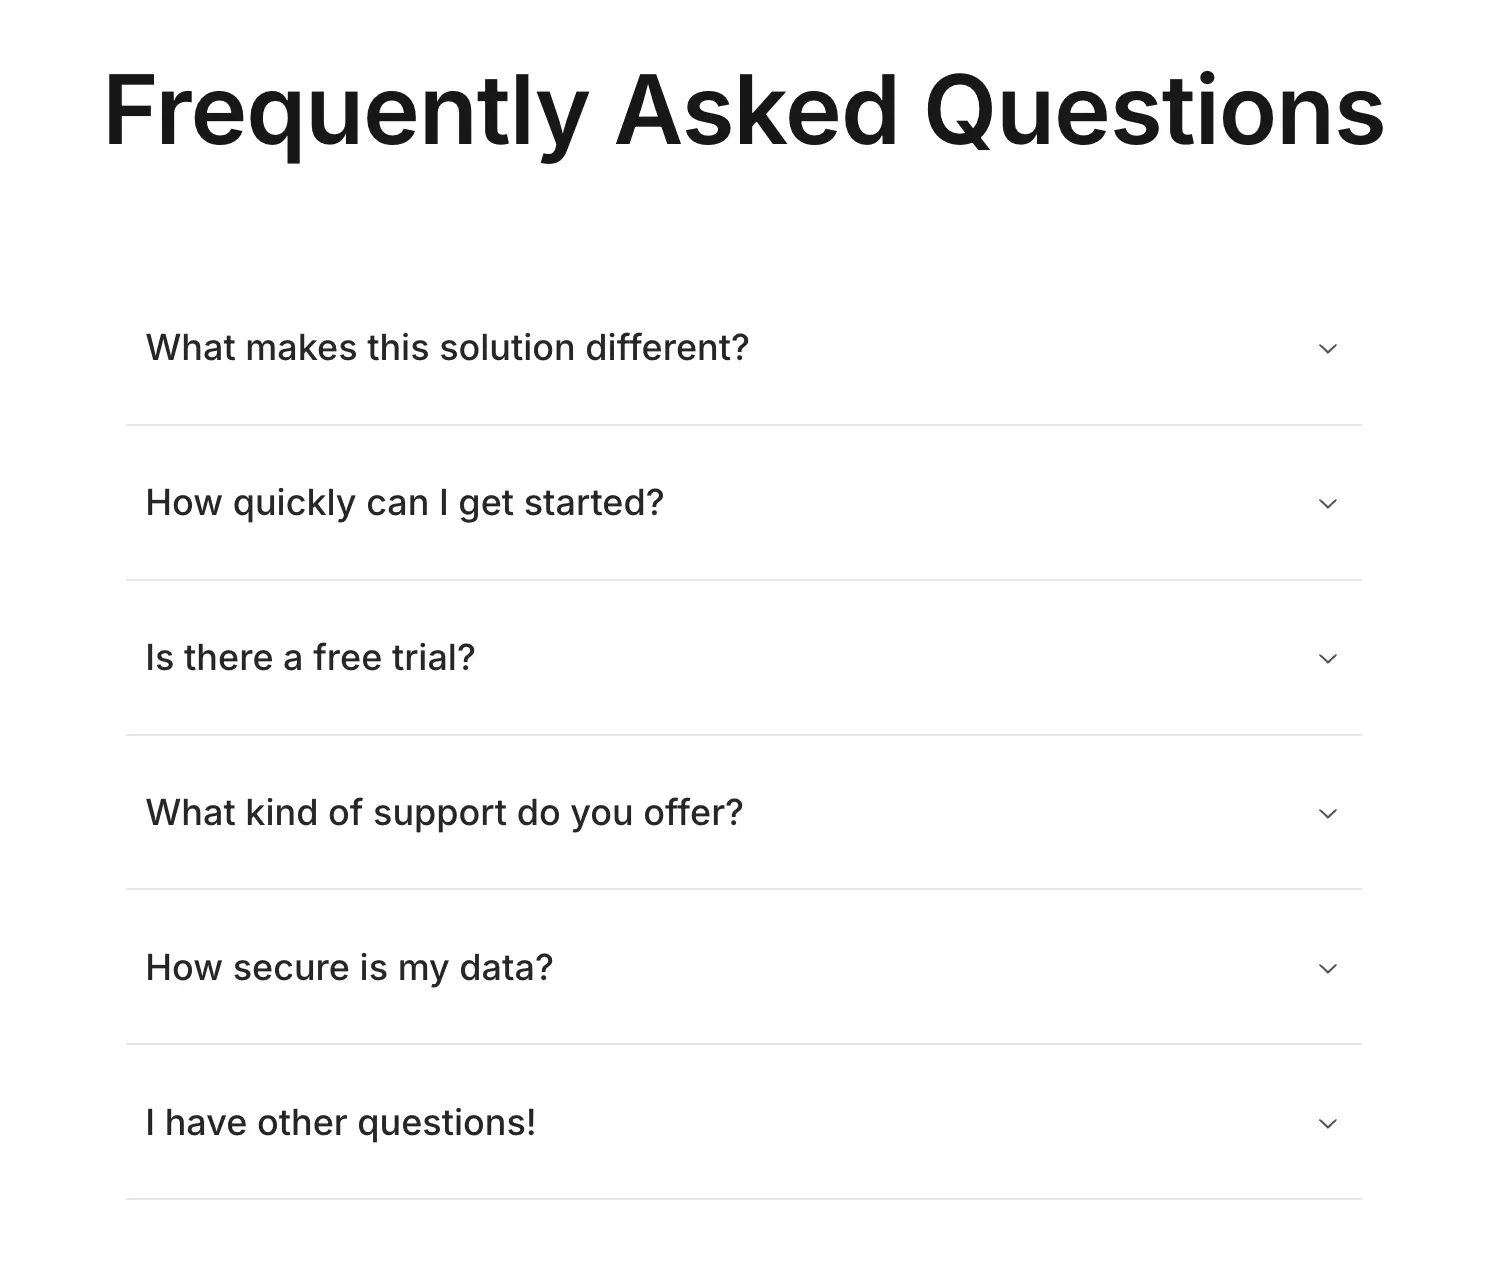 Frequently Asked Questions
What makes this solution different?
How quickly can I get started?
Is there a free trial?
What kind of support do you offer?
How secure is my data?
I have other questions!